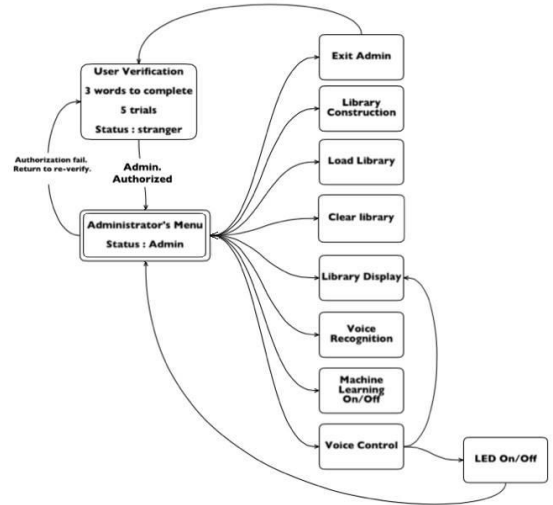 User Verification
3 words to complete
5 trials
Status : stranger
Authorization fail.
Return to re-verify.
Admin.
Authorized
Administrator's Menu
Status : Admin
Exit Admin
Library
Construction
Load Library
Clear library
Library Display
Voice
Recognition
Machine
Learning
On/Off
Voice Control
LED On/Off